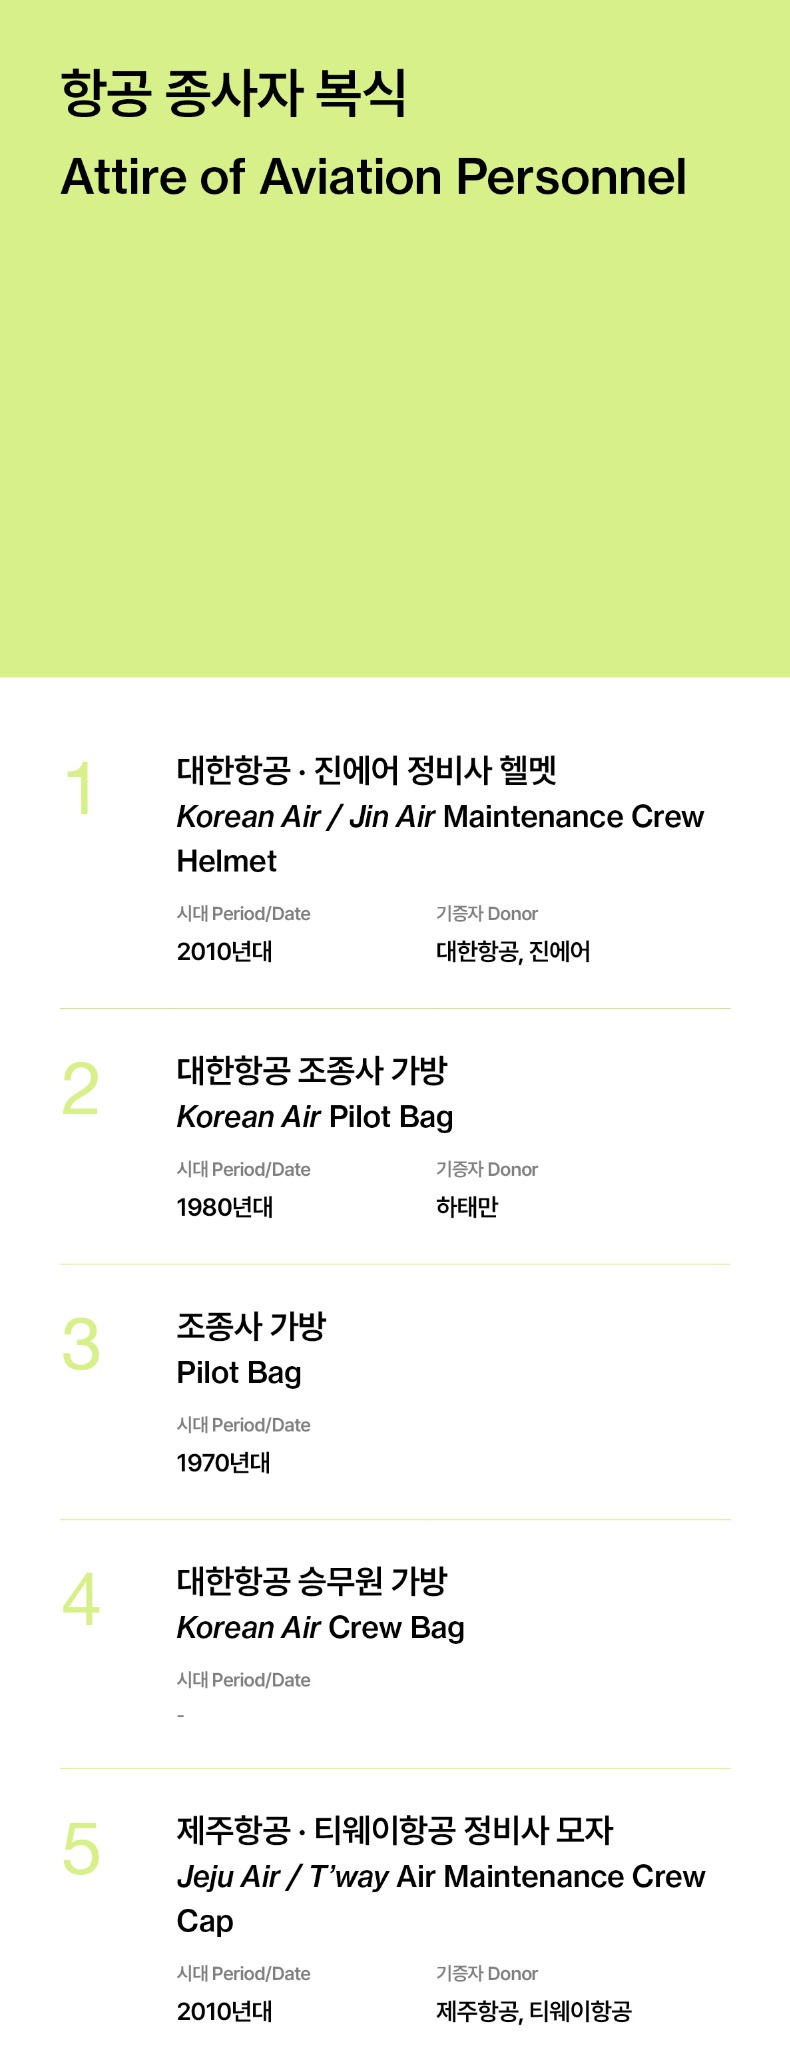 항공 종사자 복식
Attire of Aviation Personnel
1
대한항공 · 진에어 정비사 헬멧
Korean Air / Jin Air Maintenance Crew
Helmet
시대 Period/Date 기증자 Donor
2010년대 대한항공, 진에어
2
대한항공 조종사 가방
Korean Air Pilot Bag
시대 Period/Date 기증자 Donor
1980년대 하태만
3
조종사 가방
Pilot Bag
시대 Period/Date
1970년대
4
대한항공 승무원 가방
Korean Air Crew Bag
시대 Period/Date
-
5
제주항공 · 티웨이항공 정비사 모자
Jeju Air / T’way Air Maintenance Crew
Cap
시대 Period/Date 기증자 Donor
2010년대 제주항공, 티웨이항공